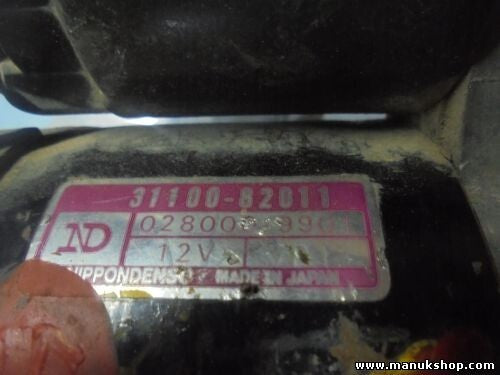 31100-82011
ND
12V
NIPPONDENSO MADE IN JAPAN
www.manukshop.com